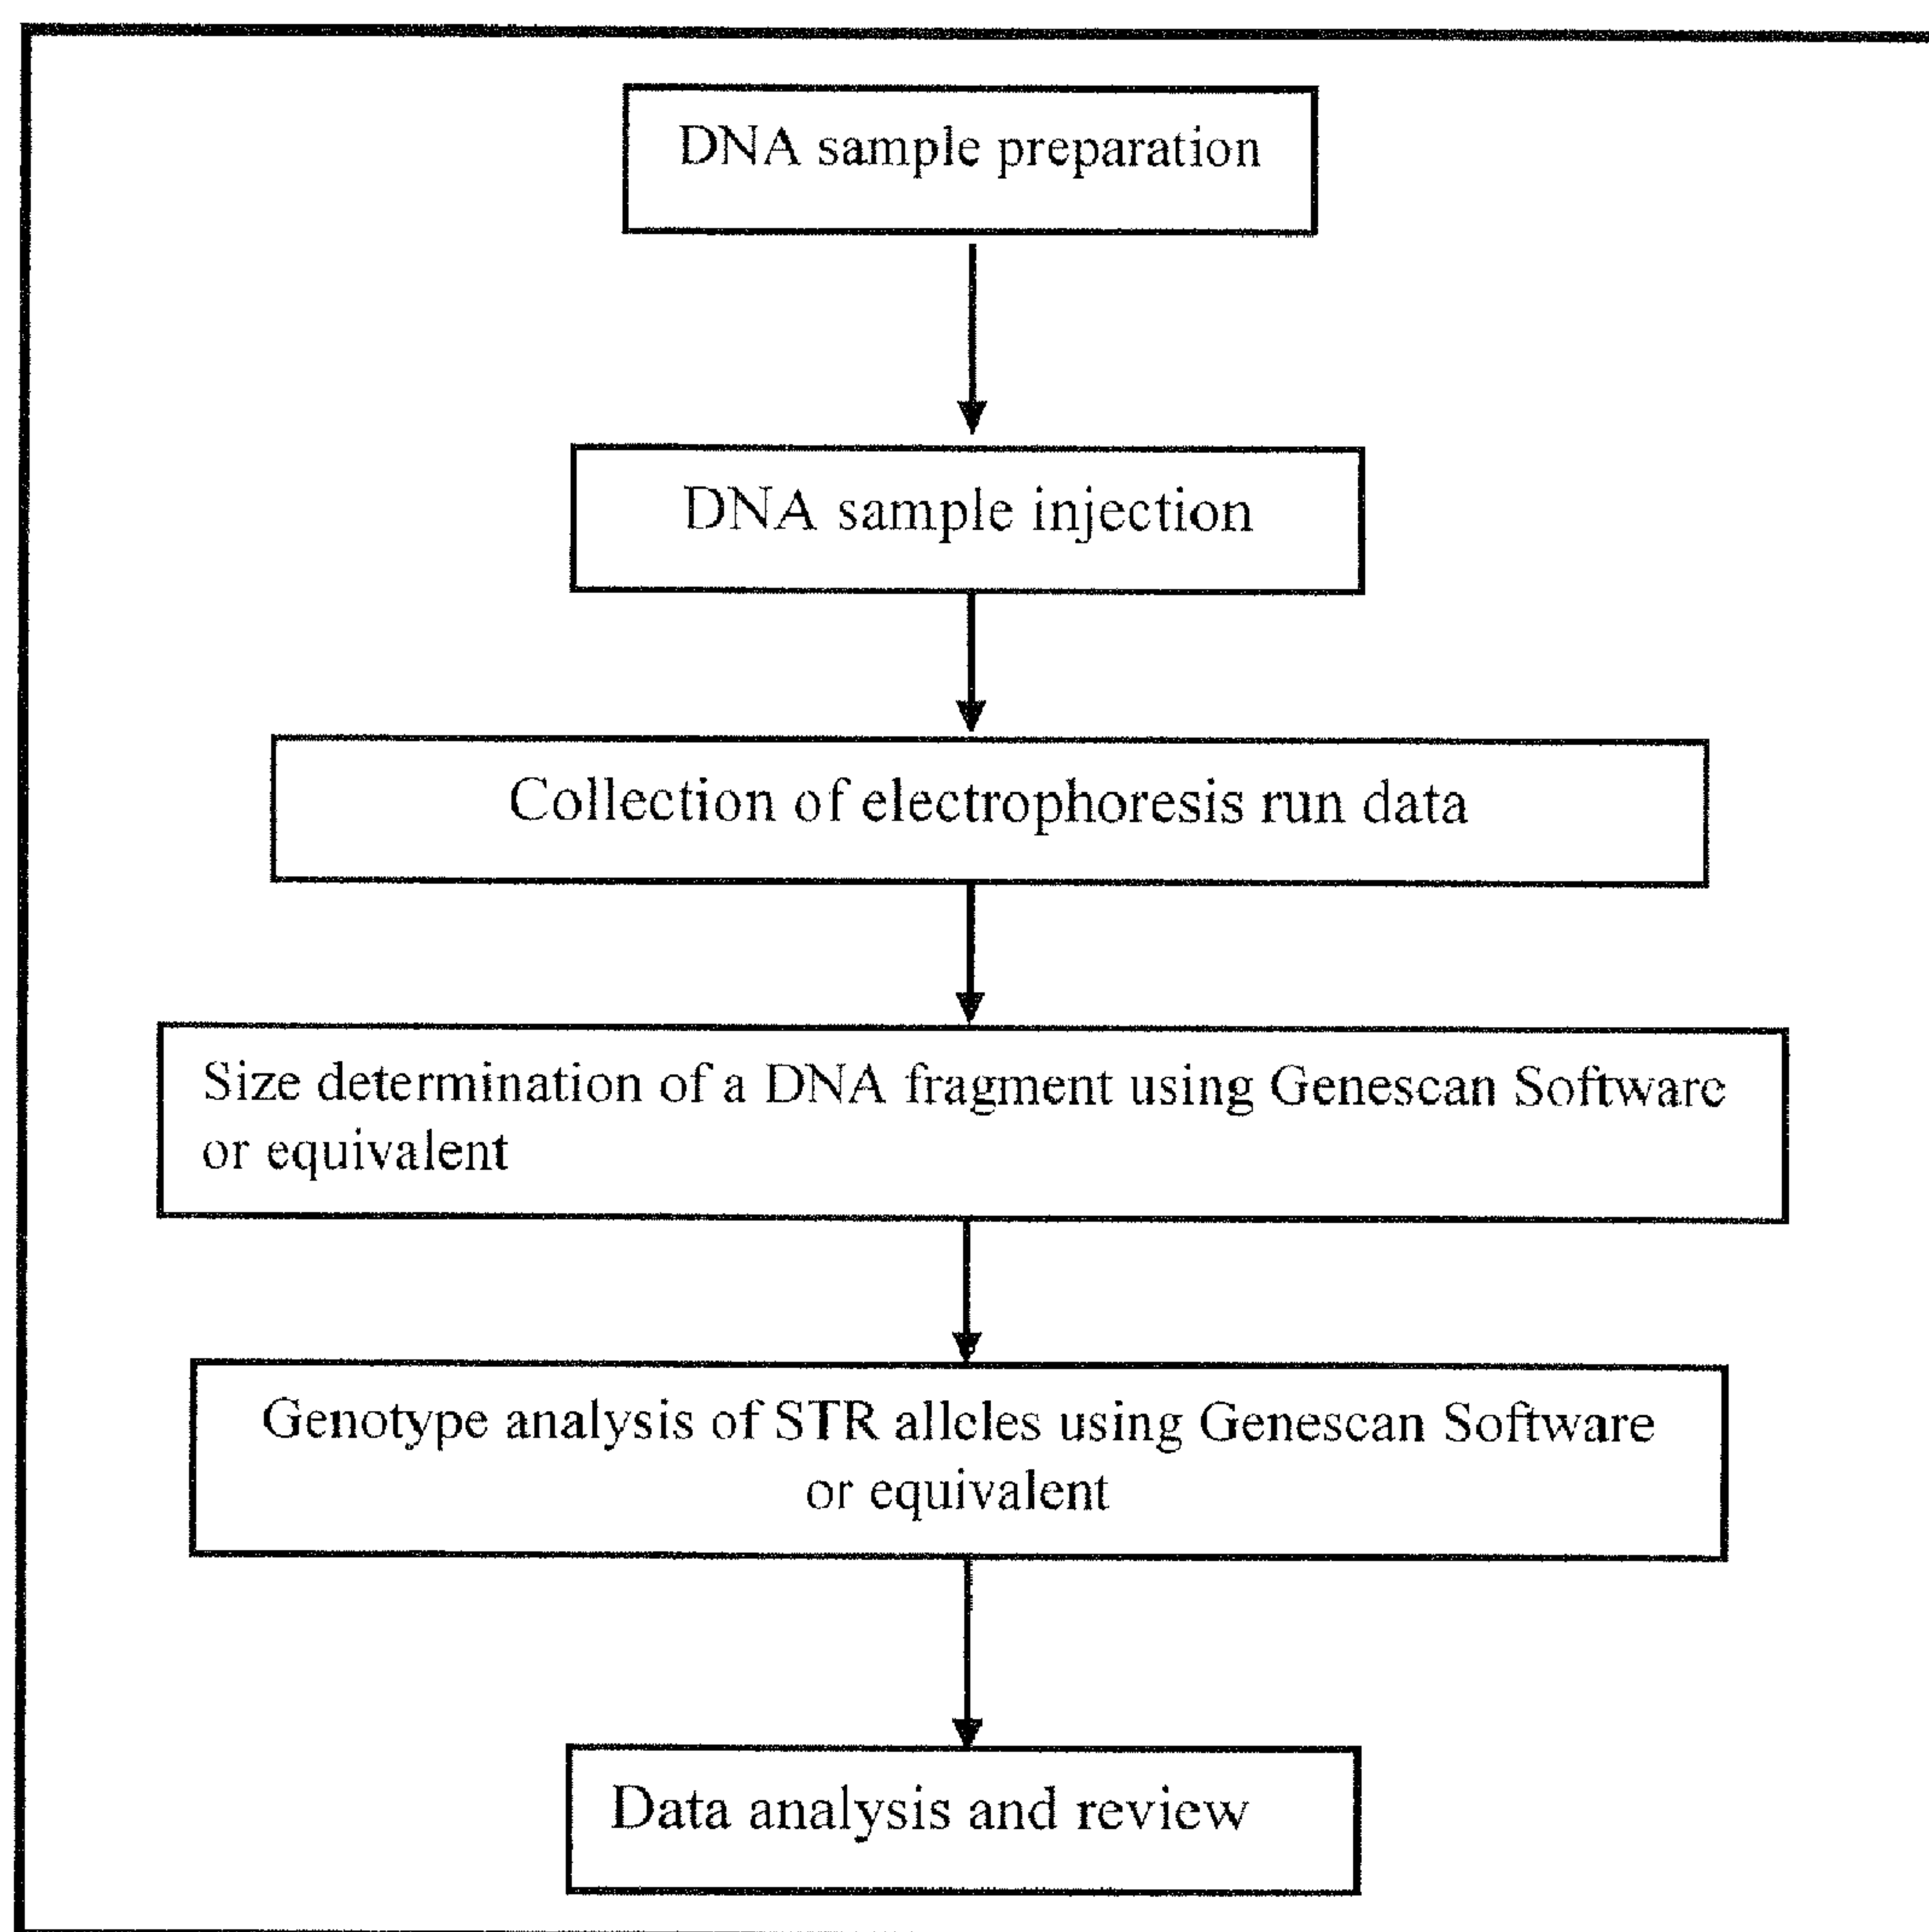 DNA sample preparation
DNA sample injection
Collection of electrophoresis run data
Size determination of a DNA fragment using Genescan Software
or equivalent
Genotype analysis of STR alleles using Genescan Software
or equivalent
Data analysis and review